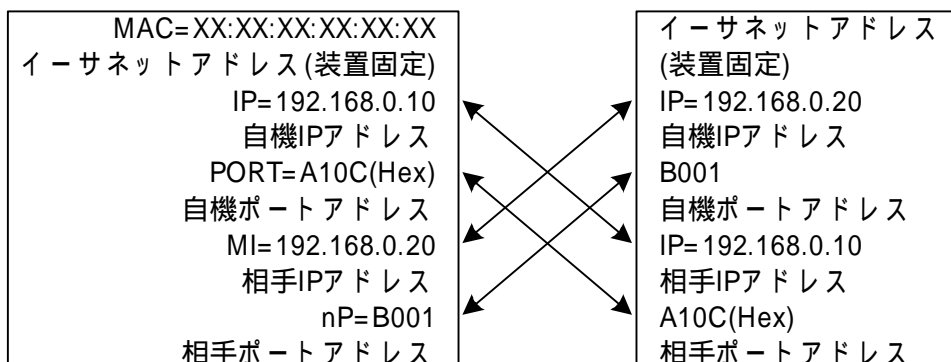 MAC=XX:XX:XX:XX:XX:XX
イーサネットアドレス(装置固定)
IP=192.168.0.10
自機IPアドレス
PORT=A10C(Hex)
自機ポートアドレス
MI=192.168.0.20
相手IPアドレス
nP=B001
相手ポートアドレス
イーサネットアドレス
(装置固定)
IP=192.168.0.20
自機IPアドレス
B001
自機ポートアドレス
IP=192.168.0.10
相手IPアドレス
A10C(Hex)
相手ポートアドレス